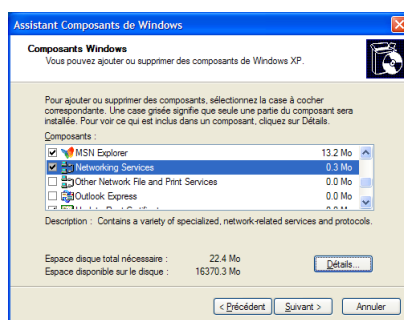 Assistant Composants de Windows
Composants Windows
Vous pouvez ajouter ou supprimer des composants de Windows XP.
Pour ajouter ou supprimer des composants, sélectionnez la case à cocher
correspondante. Une case grisée signifie que seule une partie du composant sera
installée. Pour voir ce qui est inclus dans un composant, cliquez sur Détails.
Composants :
MSN Explorer 13.2 Mo
Networking Services 0.3 Mo
Other Network File and Print Services 0.0 Mo
Outlook Express 0.0 Mo
Description : Contains a variety of specialized, network-related services and protocols.
Espace disque total nécessaire : 22.4 Mo
Espace disponible sur le disque : 16370.3 Mo
Détails...
< Précédent Suivant > Annuler